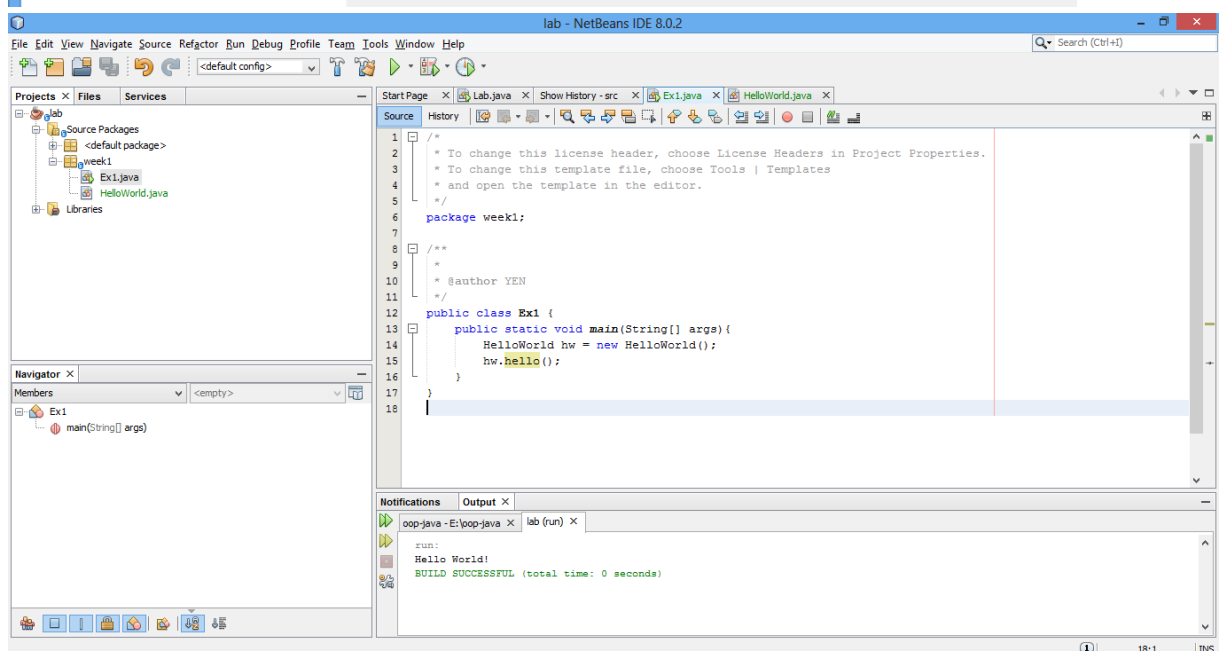 lab - NetBeans IDE 8.0.2
File Edit View Navigate Source Refactor Run Debug Profile Team Tools Window Help
Search (Ctrl+I)
<default config>
Projects Files Services
lab
Source Packages
<default package>
week1
Ex1.java
HelloWorld.java
Libraries
Navigator
Members <empty>
Ex1
main(String[] args)
Start Page Lab.java Show History - src Ex1.java HelloWorld.java
Source History
1 /*
2 * To change this license header, choose License Headers in Project Properties.
3 * To change this template file, choose Tools | Templates
4 * and open the template in the editor.
5 */
6 package week1;
7
8 /**
9 *
10 * @author YEN
11 */
12 public class Ex1 {
13 public static void main(String[] args){
14 HelloWorld hw = new HelloWorld();
15 hw.hello();
16 }
17 }
18
Notifications Output
oop-java - E:\oop-java lab (run)
run:
Hello World!
BUILD SUCCESSFUL (total time: 0 seconds)
1 18:1 INS